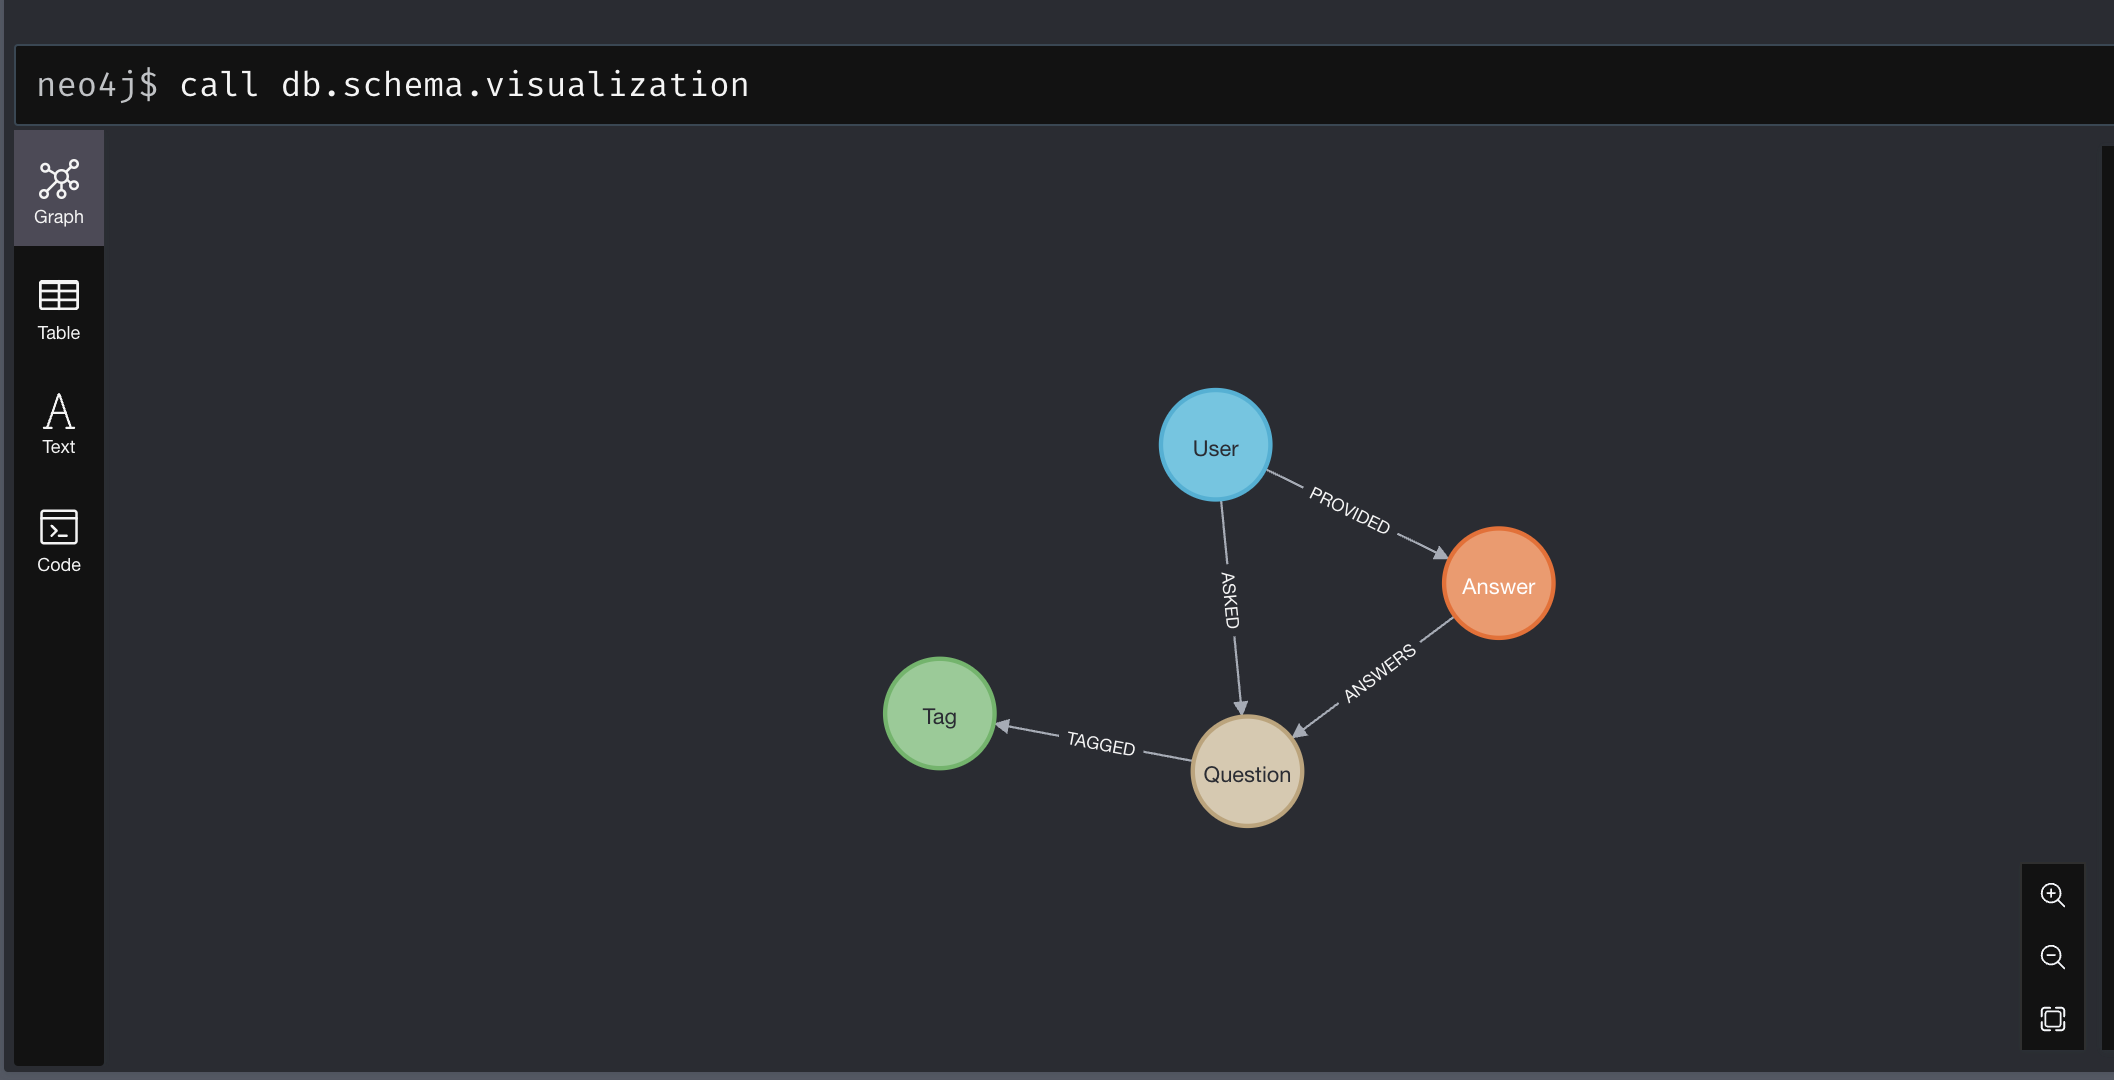 neo4j$ call db.schema.visualization
Graph
Table
Text
Code
User
PROVIDED
Answer
ASKED
ANSWERS
Tag
TAGGED
Question